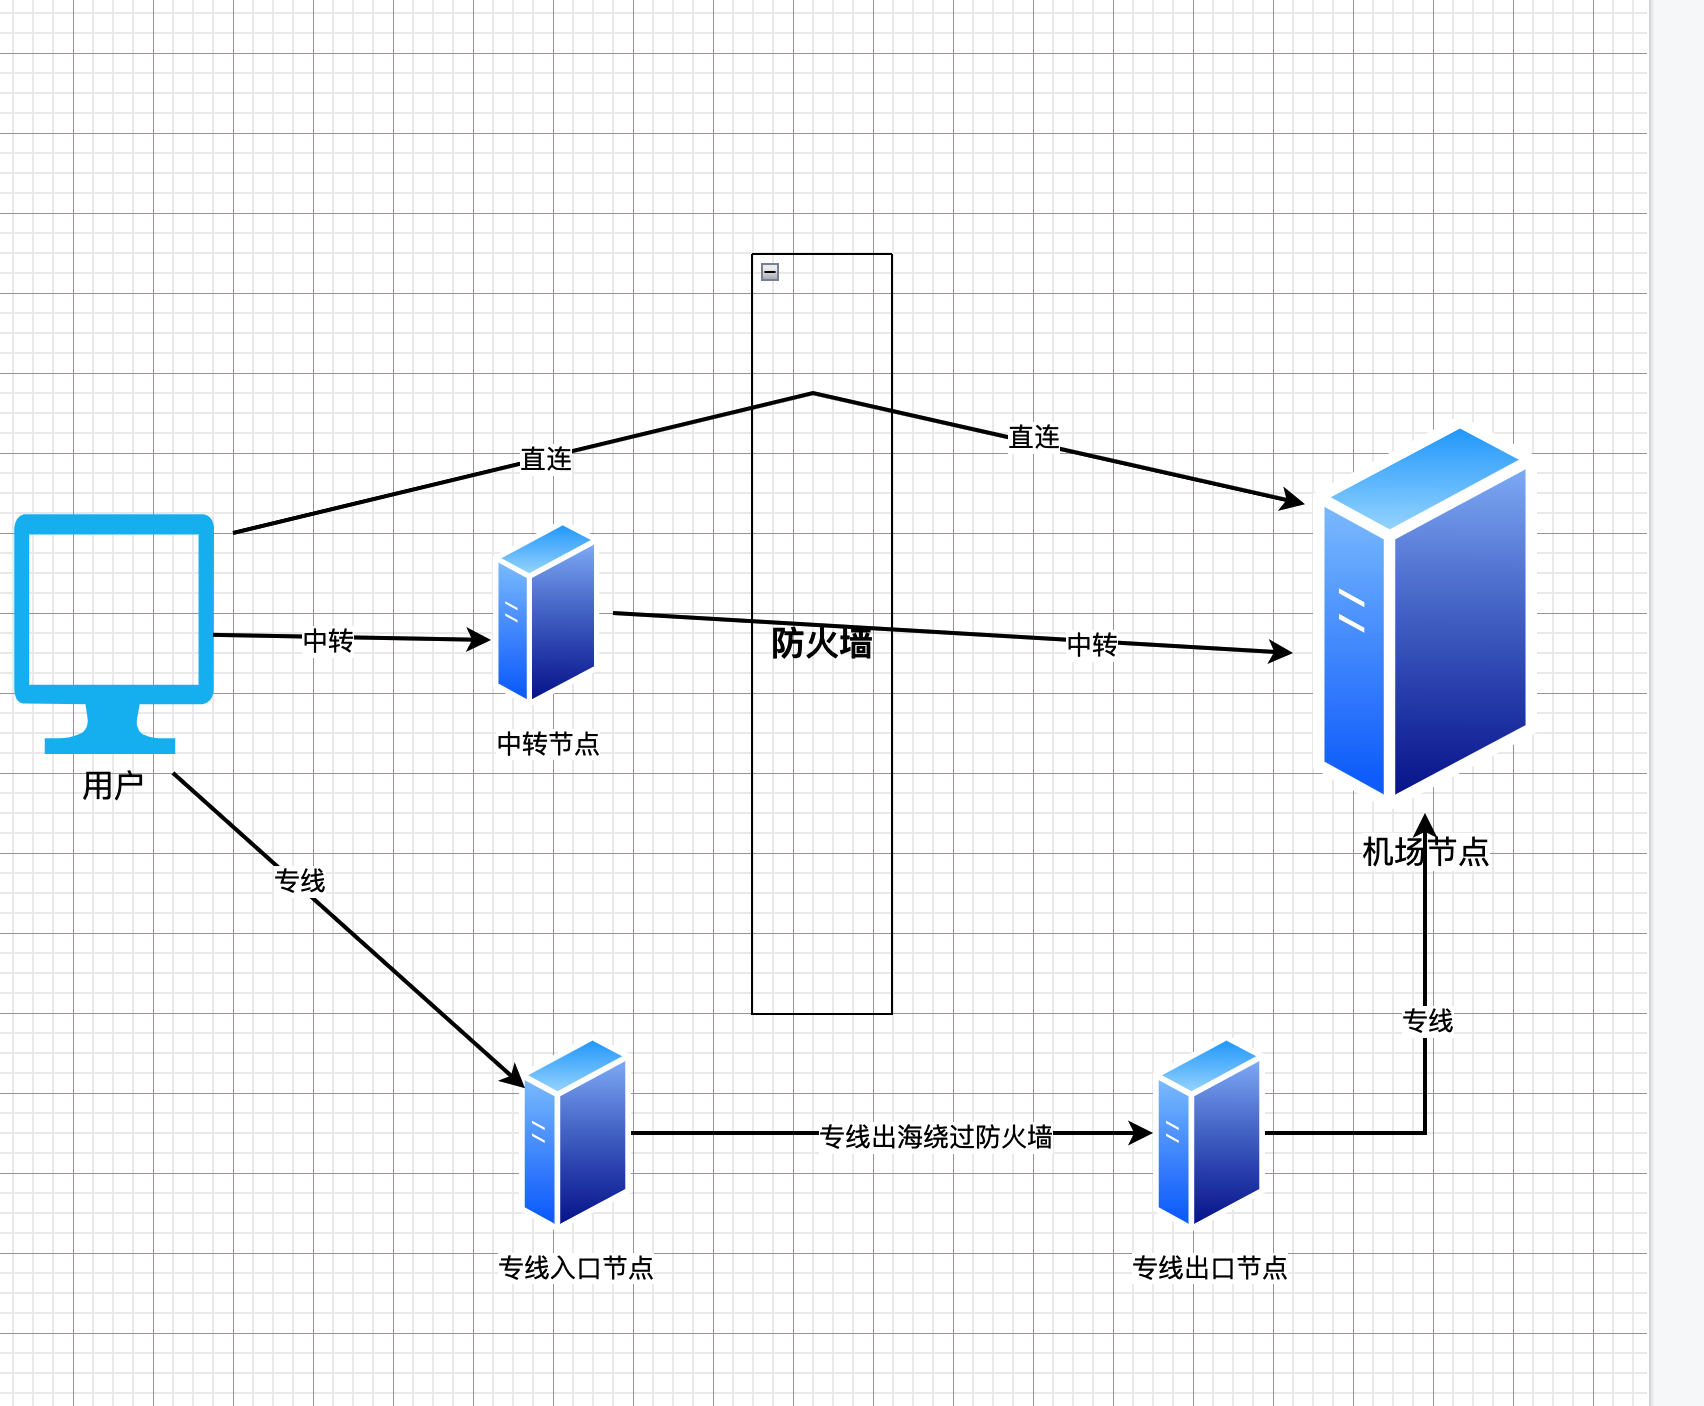 直连
直连
中转
防火墙
中转
中转节点
用户
机场节点
专线
专线
专线出海绕过防火墙
专线入口节点
专线出口节点